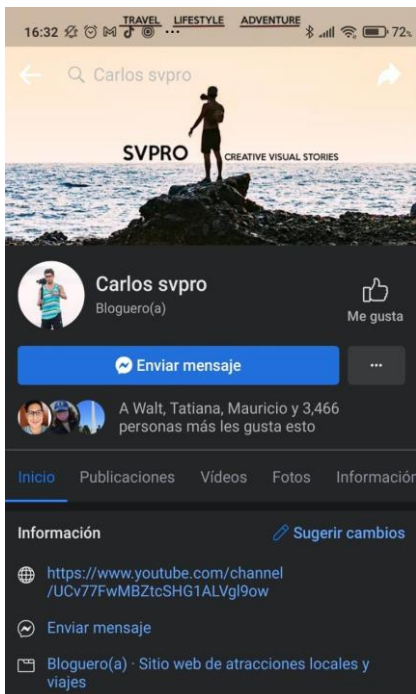 TRAVEL LIFESTYLE ADVENTURE
16:32 ... 72%
Carlos svpro
SVPRO CREATIVE VISUAL STORIES
Carlos svpro
Bloguero(a)
Me gusta
Enviar mensaje
...
A Walt, Tatiana, Mauricio y 3,466
personas más les gusta esto
Inicio Publicaciones Vídeos Fotos Información
Información Sugerir cambios
https://www.youtube.com/channel
/UCv77FwMBZtcSHG1ALVgl9ow
Enviar mensaje
Bloguero(a) · Sitio web de atracciones locales y
viajes